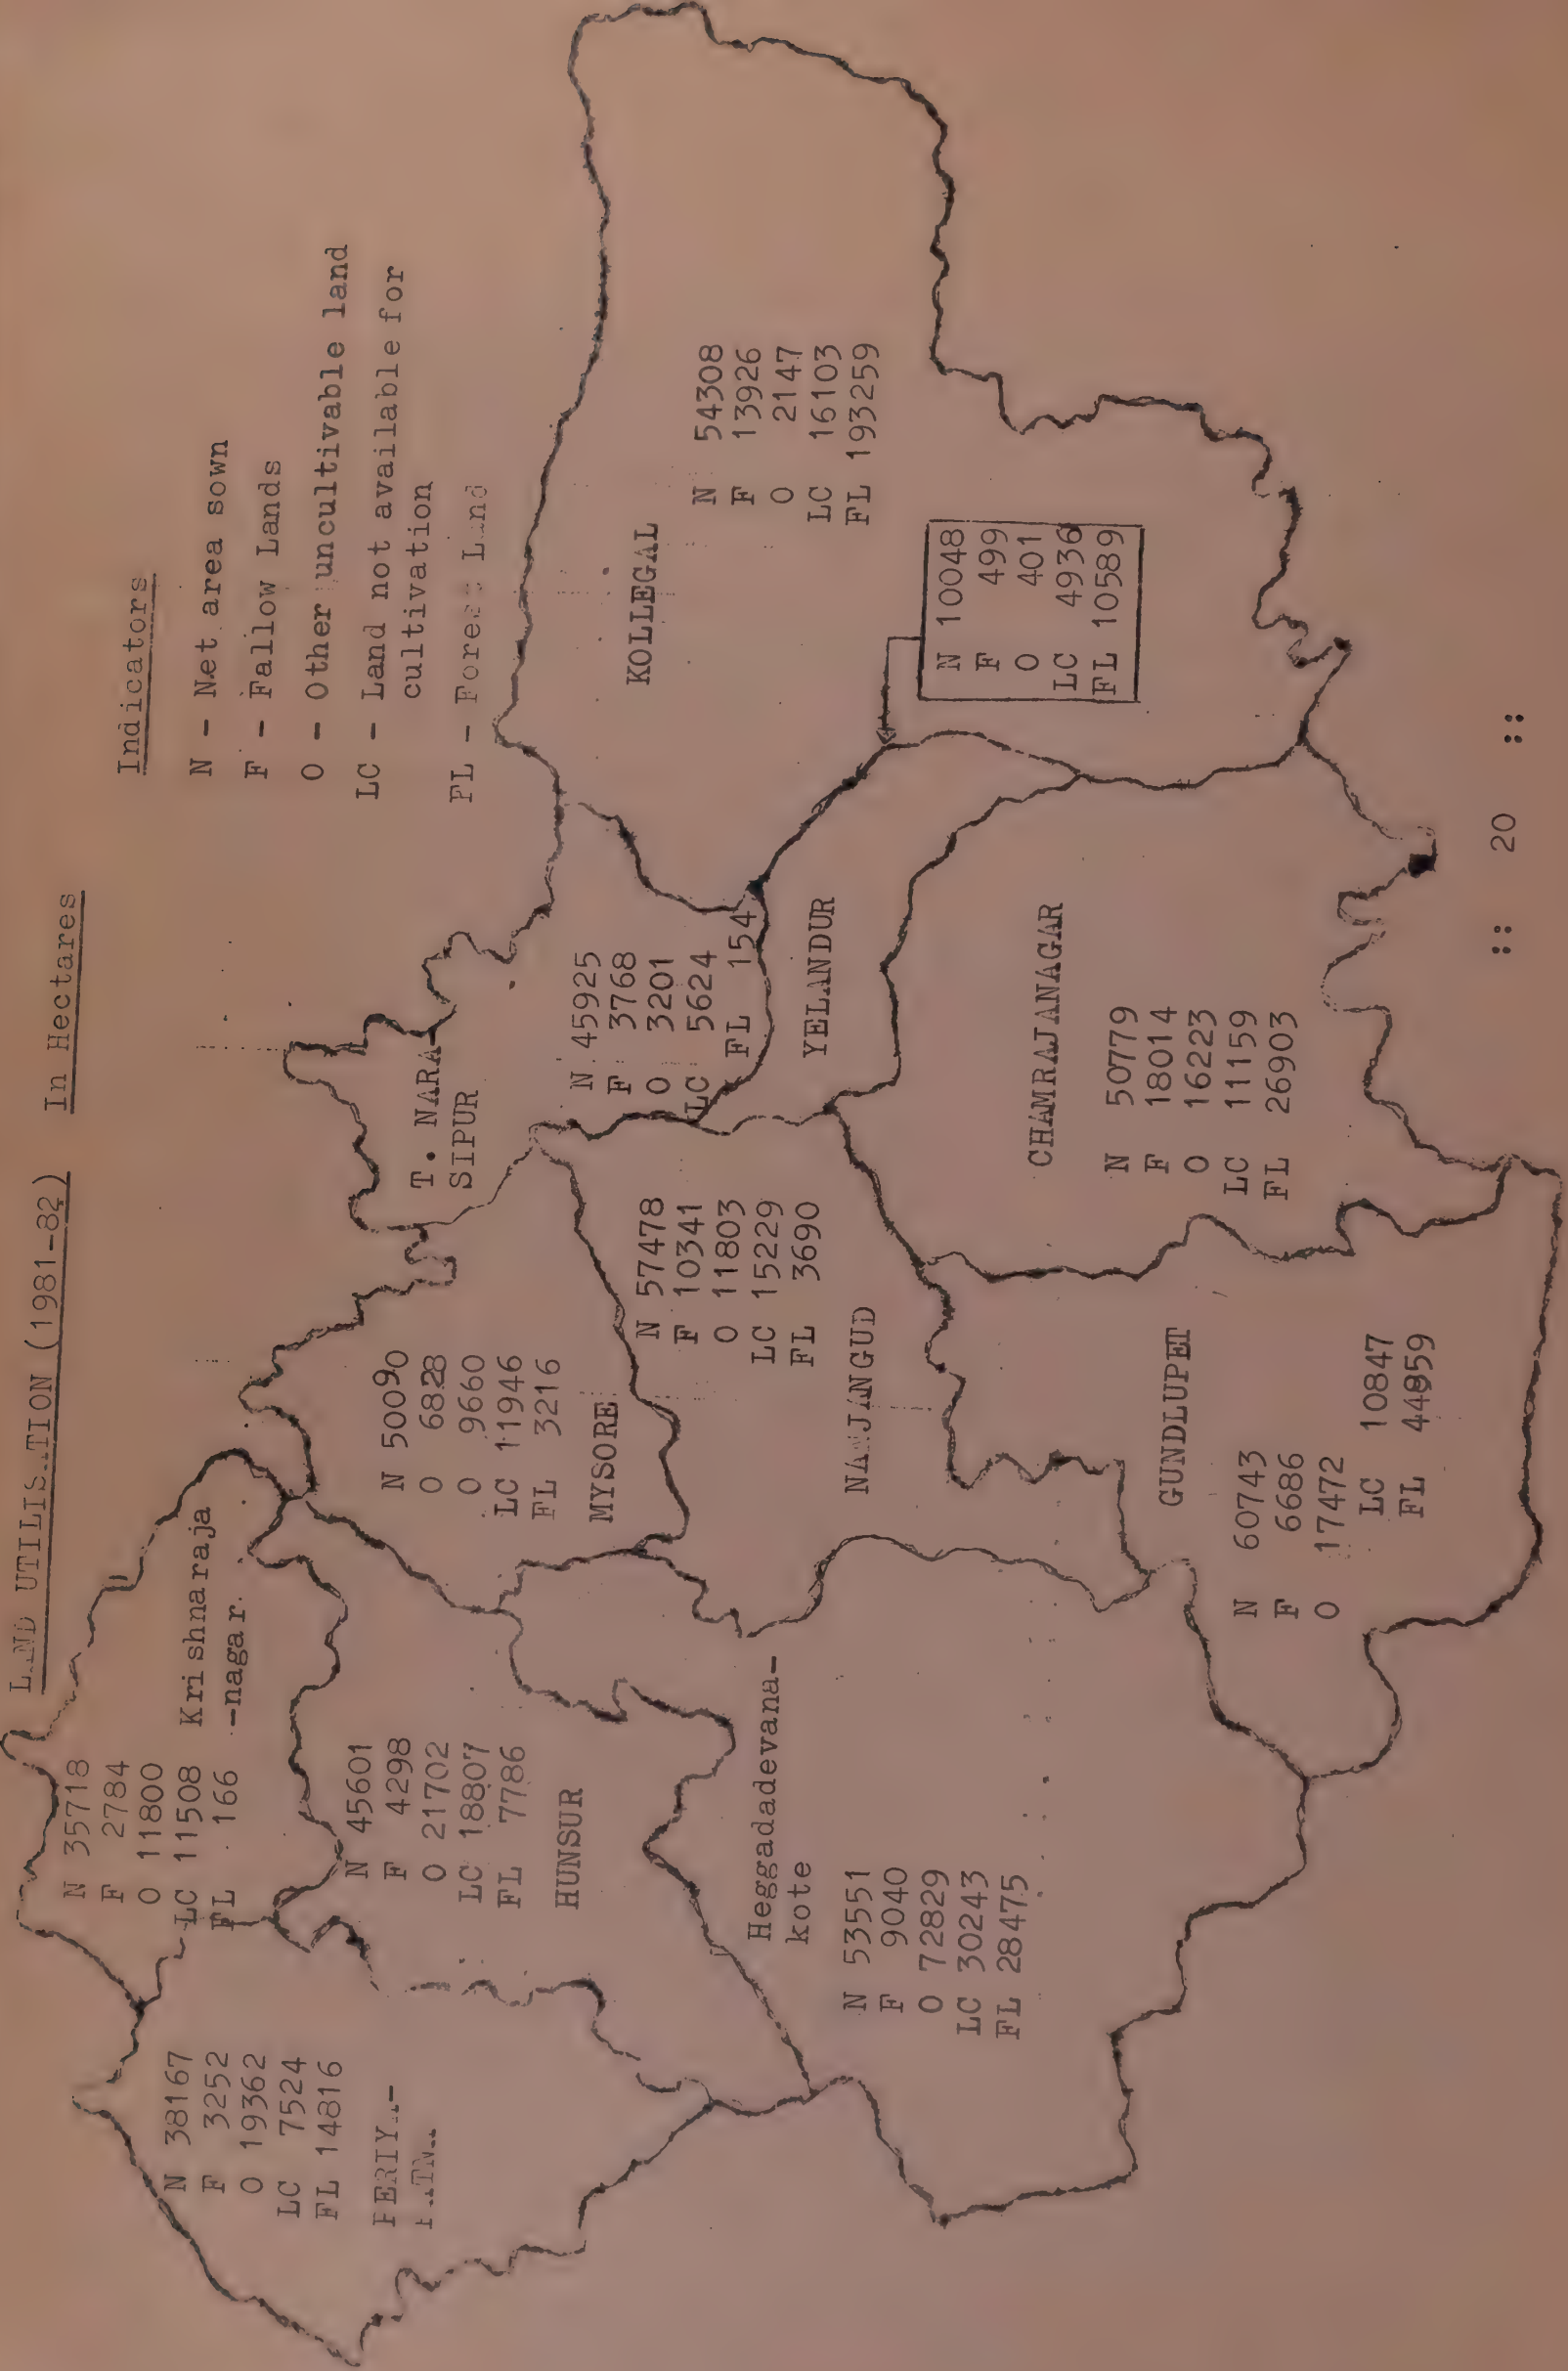 LAND UTILISATION (1981-82) In Hectares
Indicators
N - Net area sown
F - Fallow Lands
O - Other uncultivable land
LC - Land not available for
cultivation
FL - Forest Land
N 38167
F 3252
O 19362
LC 7524
FL 14816
N 35718
F 2784
O 11800
LC 11508
FL 166
Krishnaraja
-nagar
N 45601
F 4298
O 21702
LC 18807
FL 7786
HUNSUR
N 50090
O 6828
O 9660
LC 11946
FL 3216
MYSORE
T. NARA-
SIPUR
N 45925
F 3768
O 3201
LC 5624
FL 154
KOLLEGAL
N 54308
F 13926
O 2147
LC 16103
FL 193259
N 57478
F 10341
O 11803
LC 15229
FL 3690
NANJANGUD
YELANDUR
N 10048
F 499
O 401
LC 4936
FL 10589
Heggadadevana-
kote
N 53551
F 9040
O 72829
LC 30243
FL 28475
CHAMRAJANAGAR
N 50779
F 18014
O 16223
LC 11159
FL 26903
GUNDLUPET
N 60743
F 6686
O 17472
LC 10847
FL 44859
:: 20 ::